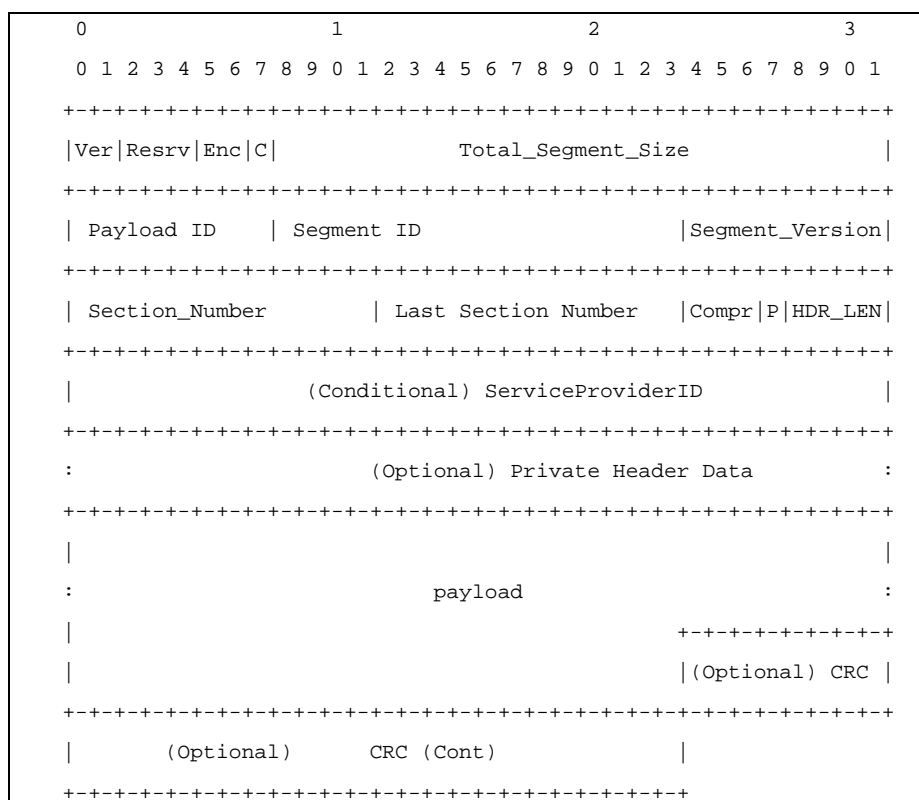 0                   1                   2                   3
0 1 2 3 4 5 6 7 8 9 0 1 2 3 4 5 6 7 8 9 0 1 2 3 4 5 6 7 8 9 0 1
+-+-+-+-+-+-+-+-+-+-+-+-+-+-+-+-+-+-+-+-+-+-+-+-+-+-+-+-+-+-+-+-+
|Ver|Resrv|Enc|C|              Total_Segment_Size               |
+-+-+-+-+-+-+-+-+-+-+-+-+-+-+-+-+-+-+-+-+-+-+-+-+-+-+-+-+-+-+-+-+
| Payload ID    | Segment ID                    |Segment_Version|
+-+-+-+-+-+-+-+-+-+-+-+-+-+-+-+-+-+-+-+-+-+-+-+-+-+-+-+-+-+-+-+-+
| Section_Number        | Last Section Number   |Compr|P|HDR_LEN|
+-+-+-+-+-+-+-+-+-+-+-+-+-+-+-+-+-+-+-+-+-+-+-+-+-+-+-+-+-+-+-+-+
|                  (Conditional) ServiceProviderID              |
+-+-+-+-+-+-+-+-+-+-+-+-+-+-+-+-+-+-+-+-+-+-+-+-+-+-+-+-+-+-+-+-+
:                       (Optional) Private Header Data          :
+-+-+-+-+-+-+-+-+-+-+-+-+-+-+-+-+-+-+-+-+-+-+-+-+-+-+-+-+-+-+-+-+
|                                                               |
:                            payload                            :
|                                               +-+-+-+-+-+-+-+-+
|                                               |(Optional) CRC |
+-+-+-+-+-+-+-+-+-+-+-+-+-+-+-+-+-+-+-+-+-+-+-+-+-+-+-+-+-+-+-+-+
|       (Optional)      CRC (Cont)              |
+-+-+-+-+-+-+-+-+-+-+-+-+-+-+-+-+-+-+-+-+-+-+-+-+